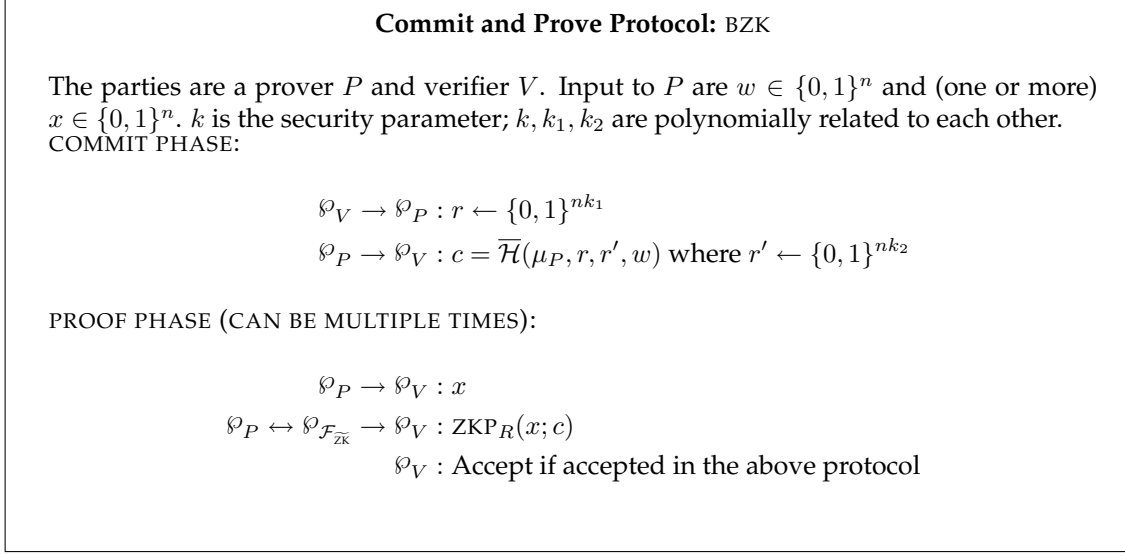 Commit and Prove Protocol: BZK
The parties are a prover P and verifier V. Input to P are w ∈ {0, 1}^n and (one or more)
x ∈ {0, 1}^n. k is the security parameter; k, k_1, k_2 are polynomially related to each other.
COMMIT PHASE:
℘_V → ℘_P : r ← {0, 1}^{nk_1}
℘_P → ℘_V : c = \overline{ℋ}(μ_P, r, r′, w) where r′ ← {0, 1}^{nk_2}
PROOF PHASE (CAN BE MULTIPLE TIMES):
℘_P → ℘_V : x
℘_P ↔ ℘_{ℱ_{\widetilde{ZK}}} → ℘_V : ZKP_R(x; c)
℘_V : Accept if accepted in the above protocol